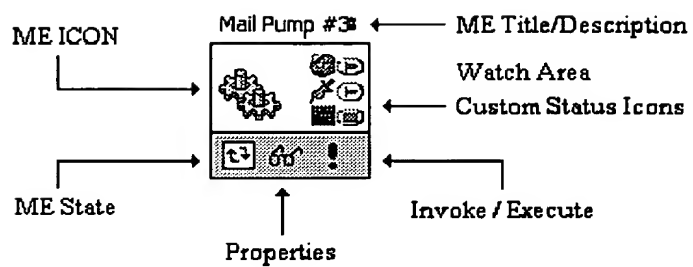 Mail Pump #3
ME Title/Description
ME ICON
Watch Area
Custom Status Icons
ME State
Invoke / Execute
Properties